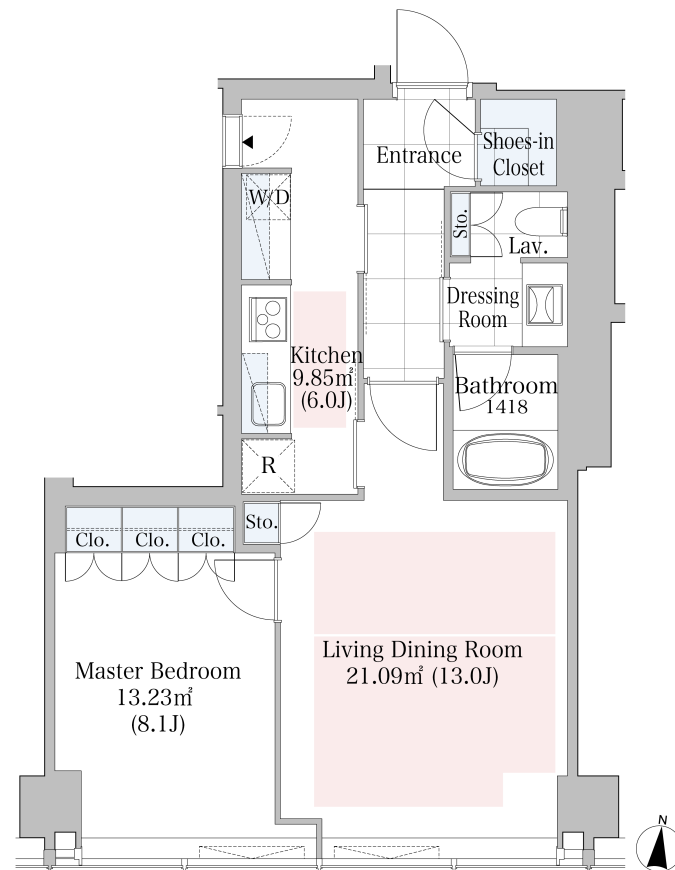 Entrance
Shoes-in
Closet
W/D
Sto.
Lav.
Dressing
Room
Kitchen
9.85㎡
(6.0J)
Bathroom
1418
R
Sto.
Clo.
Clo.
Clo.
Living Dining Room
21.09㎡ (13.0J)
Master Bedroom
13.23㎡
(8.1J)
N